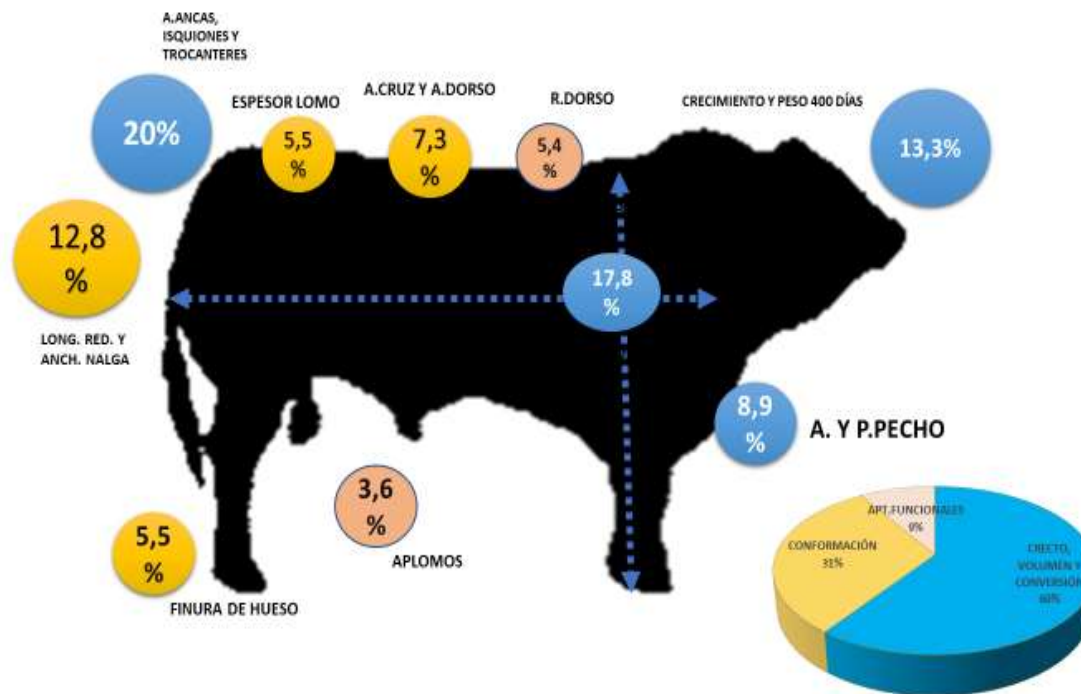 A.ANCAS,
ISQUIONES Y
TROCANTERES
20%
ESPESOR LOMO
5,5
%
A.CRUZ Y A.DORSO
7,3
%
R.DORSO
5,4
%
CRECIMIENTO Y PESO 400 DÍAS
13,3%
12,8
%
LONG. RED. Y
ANCH. NALGA
17,8
%
8,9
%
A. Y P.PECHO
3,6
%
APLOMOS
5,5
%
FINURA DE HUESO
APT.FUNCIONALES
9%
CONFORMACIÓN
31%
CRECTO,
VOLUMEN Y
CONVERSIÓN
60%